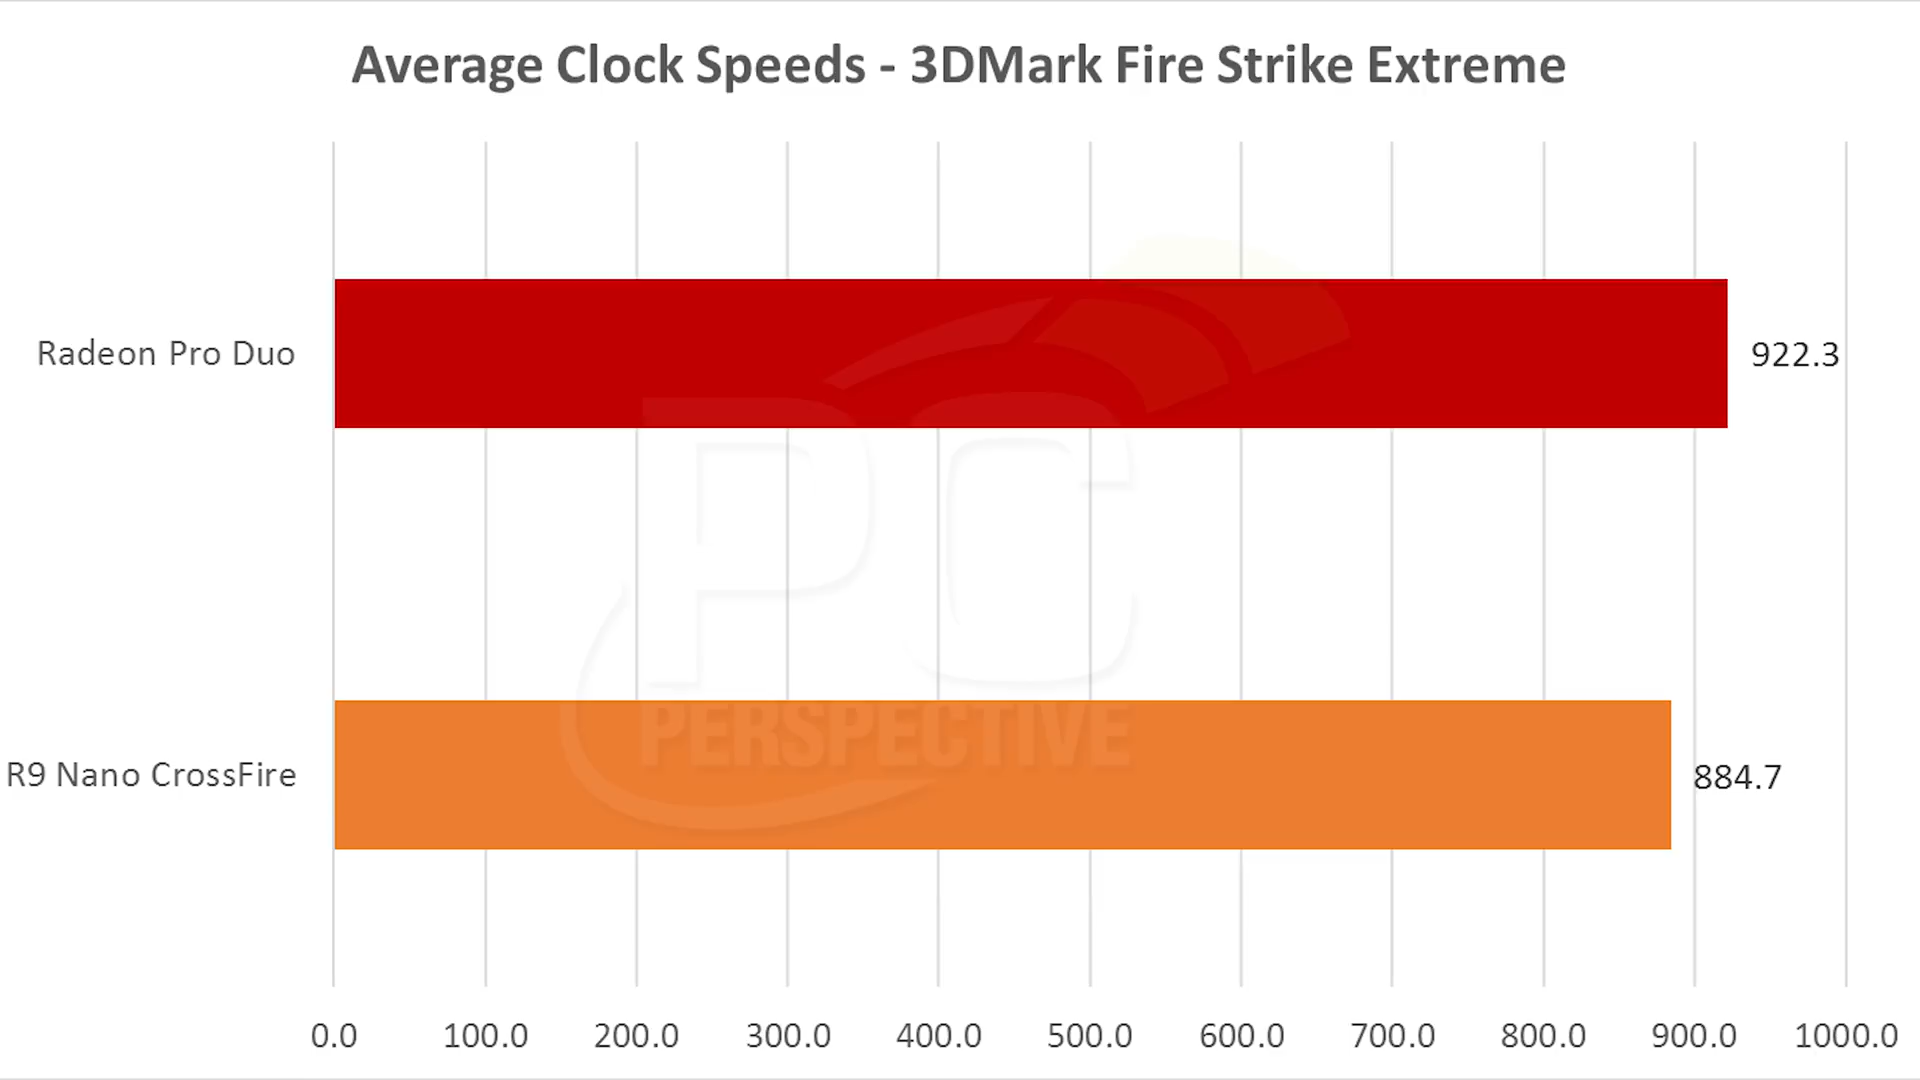 Average Clock Speeds - 3DMark Fire Strike Extreme
Radeon Pro Duo
922.3
PC
PERSPECTIVE
R9 Nano CrossFire
884.7
0.0 100.0 200.0 300.0 400.0 500.0 600.0 700.0 800.0 900.0 1000.0